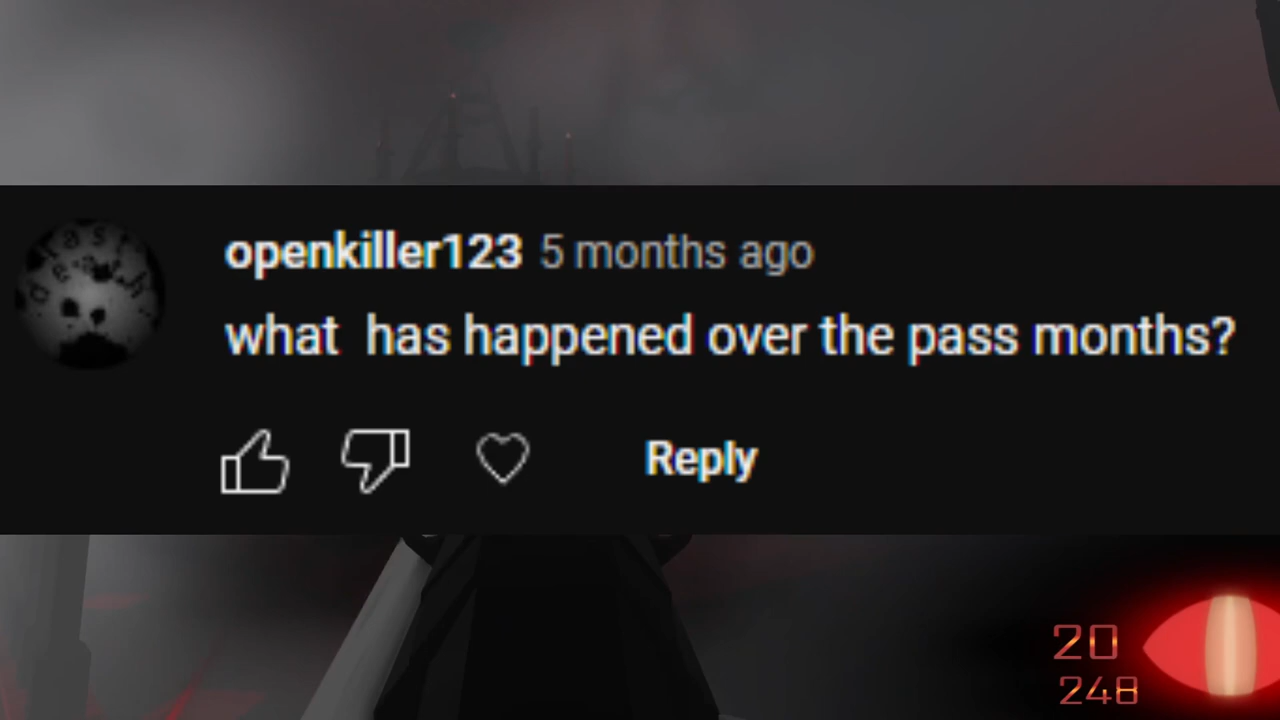 openkiller123 5 months ago
what  has happened over the pass months?
Reply
20
248